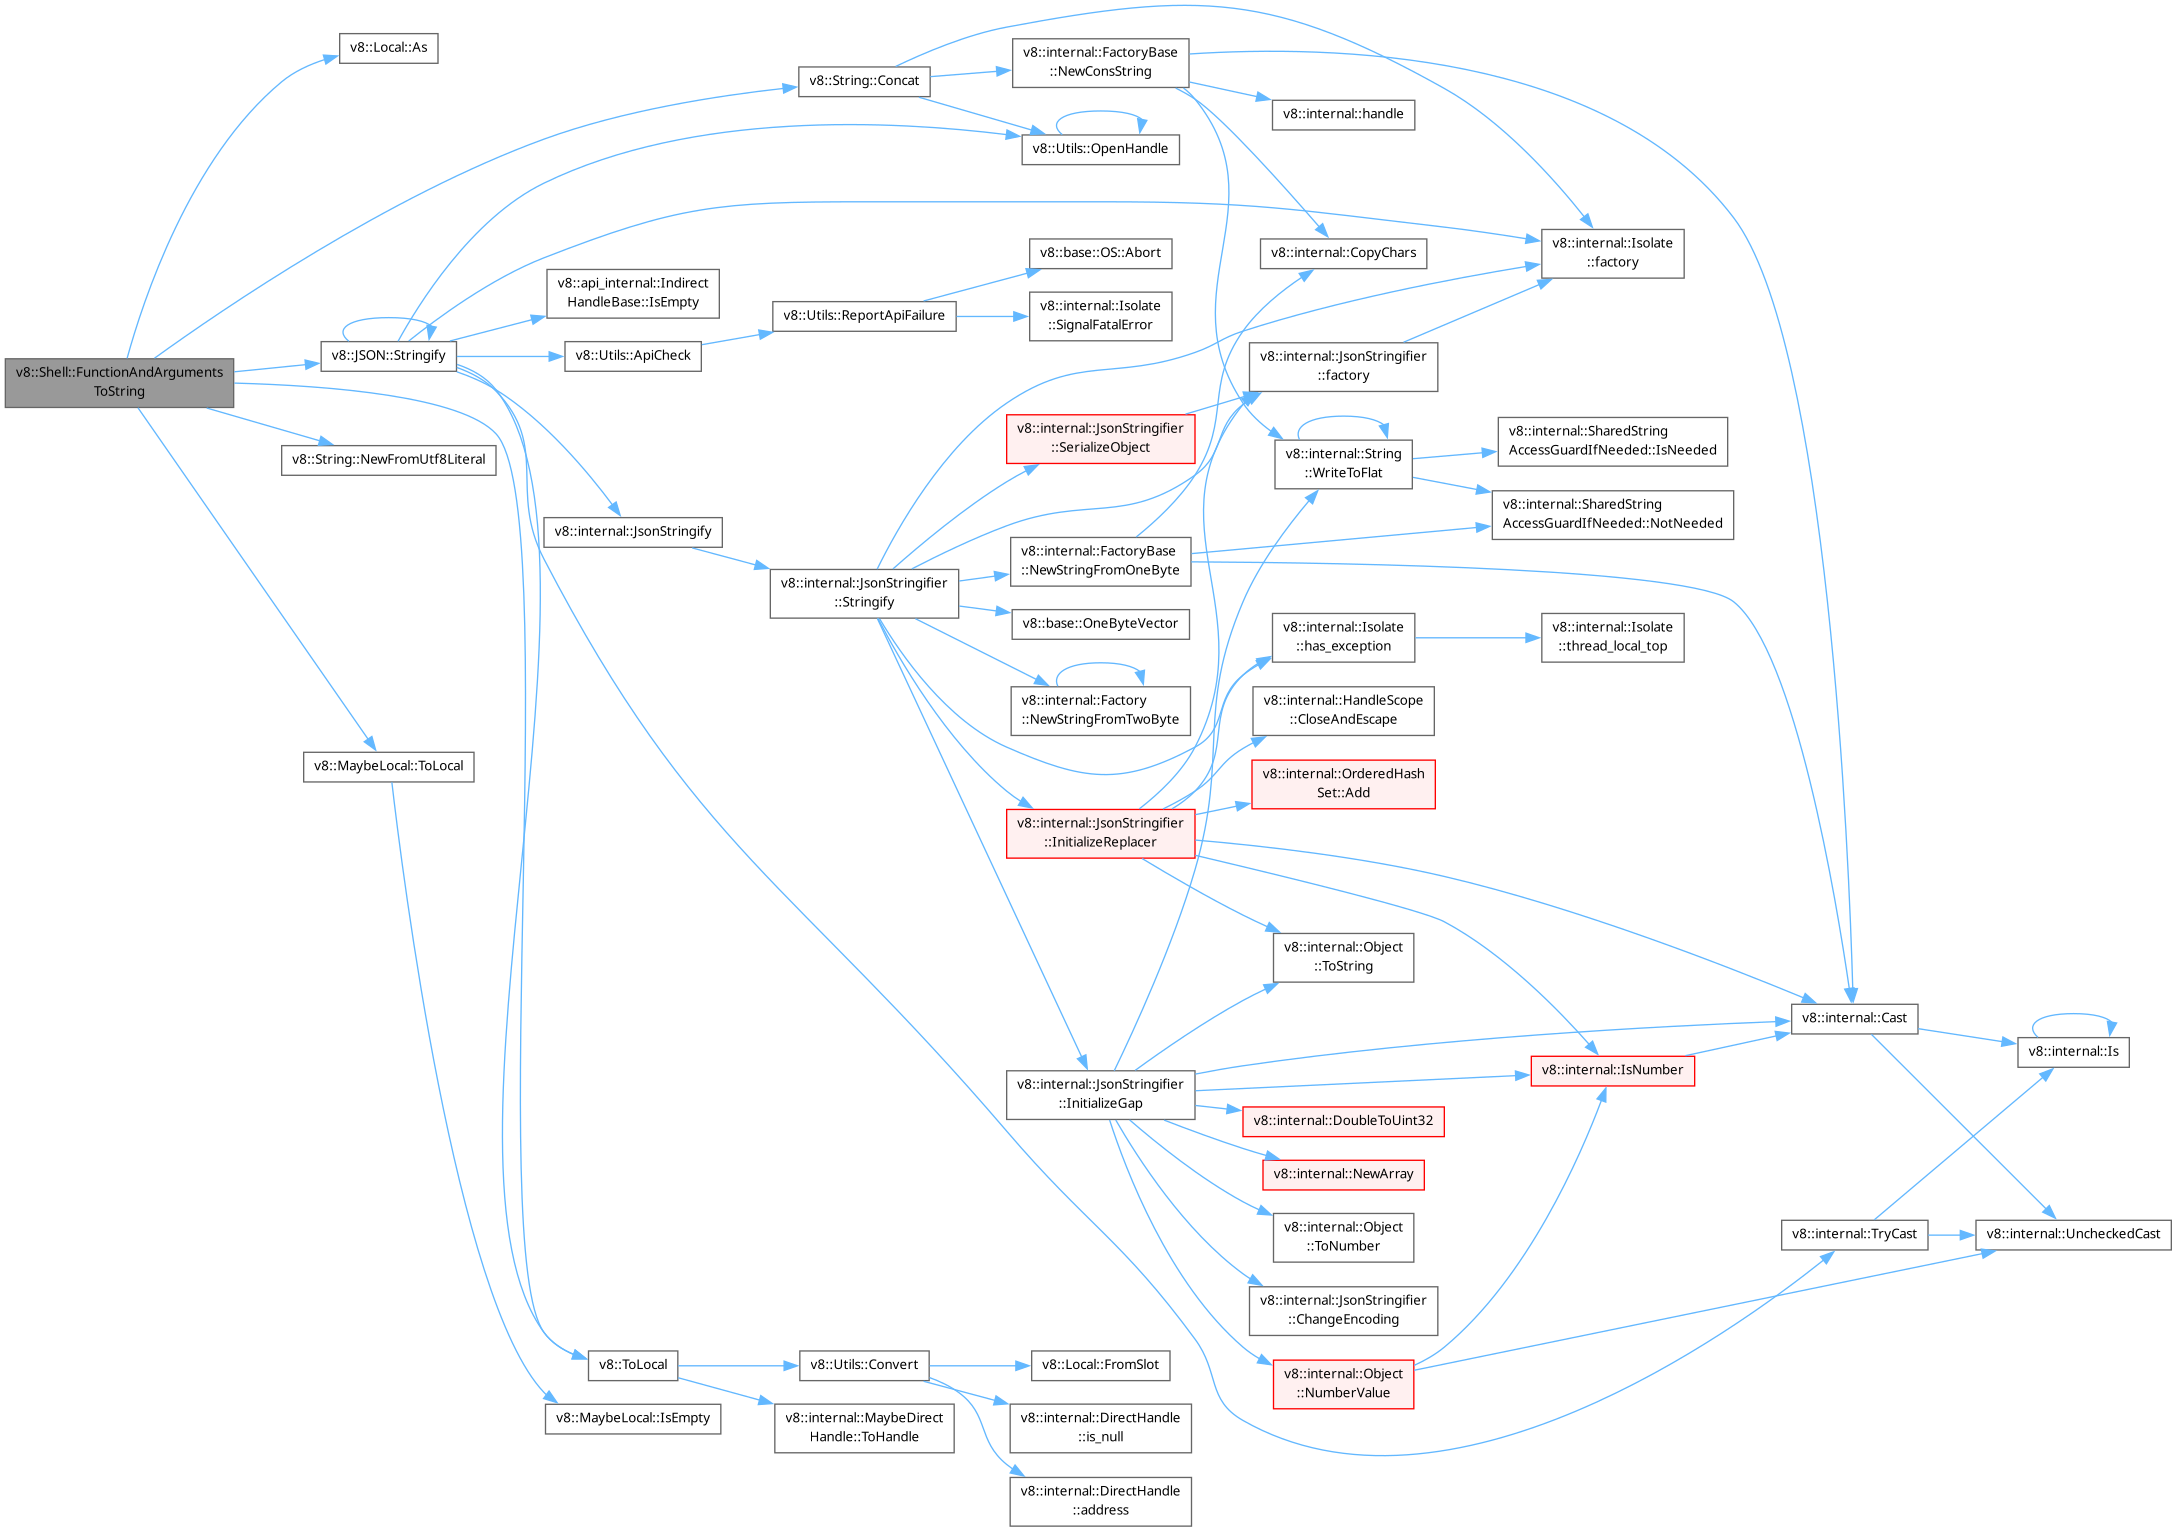 v8::Shell::FunctionAndArguments
ToString
v8::Local::As
v8::String::Concat
v8::JSON::Stringify
v8::String::NewFromUtf8Literal
v8::MaybeLocal::ToLocal
v8::api_internal::Indirect
HandleBase::IsEmpty
v8::Utils::ApiCheck
v8::internal::JsonStringify
v8::ToLocal
v8::MaybeLocal::IsEmpty
v8::Utils::ReportApiFailure
v8::internal::JsonStringifier
::Stringify
v8::Utils::Convert
v8::internal::MaybeDirect
Handle::ToHandle
v8::internal::FactoryBase
::NewConsString
v8::Utils::OpenHandle
v8::base::OS::Abort
v8::internal::Isolate
::SignalFatalError
v8::internal::JsonStringifier
::SerializeObject
v8::internal::FactoryBase
::NewStringFromOneByte
v8::base::OneByteVector
v8::internal::Factory
::NewStringFromTwoByte
v8::internal::JsonStringifier
::InitializeReplacer
v8::internal::JsonStringifier
::InitializeGap
v8::Local::FromSlot
v8::internal::DirectHandle
::is_null
v8::internal::DirectHandle
::address
v8::internal::handle
v8::internal::CopyChars
v8::internal::JsonStringifier
::factory
v8::internal::String
::WriteToFlat
v8::internal::Isolate
::has_exception
v8::internal::HandleScope
::CloseAndEscape
v8::internal::OrderedHash
Set::Add
v8::internal::Object
::ToString
v8::internal::DoubleToUint32
v8::internal::NewArray
v8::internal::Object
::ToNumber
v8::internal::JsonStringifier
::ChangeEncoding
v8::internal::Object
::NumberValue
v8::internal::Isolate
::factory
v8::internal::SharedString
AccessGuardIfNeeded::IsNeeded
v8::internal::SharedString
AccessGuardIfNeeded::NotNeeded
v8::internal::Isolate
::thread_local_top
v8::internal::IsNumber
v8::internal::Cast
v8::internal::TryCast
v8::internal::Is
v8::internal::UncheckedCast